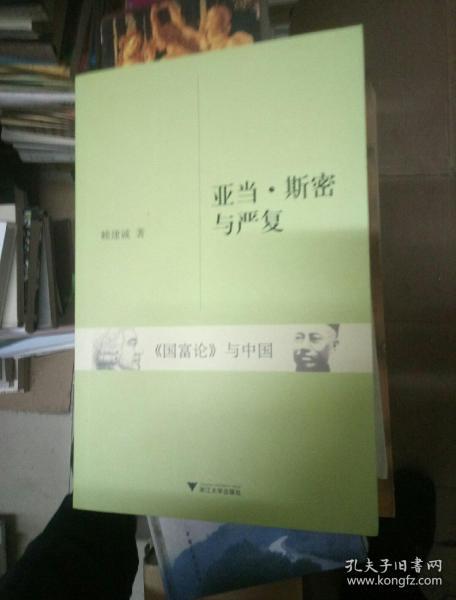 亚当·斯密
与严复
赖建诚 著
《国富论》与中国
浙江大学出版社
孔夫子旧书网
www.kongfz.com